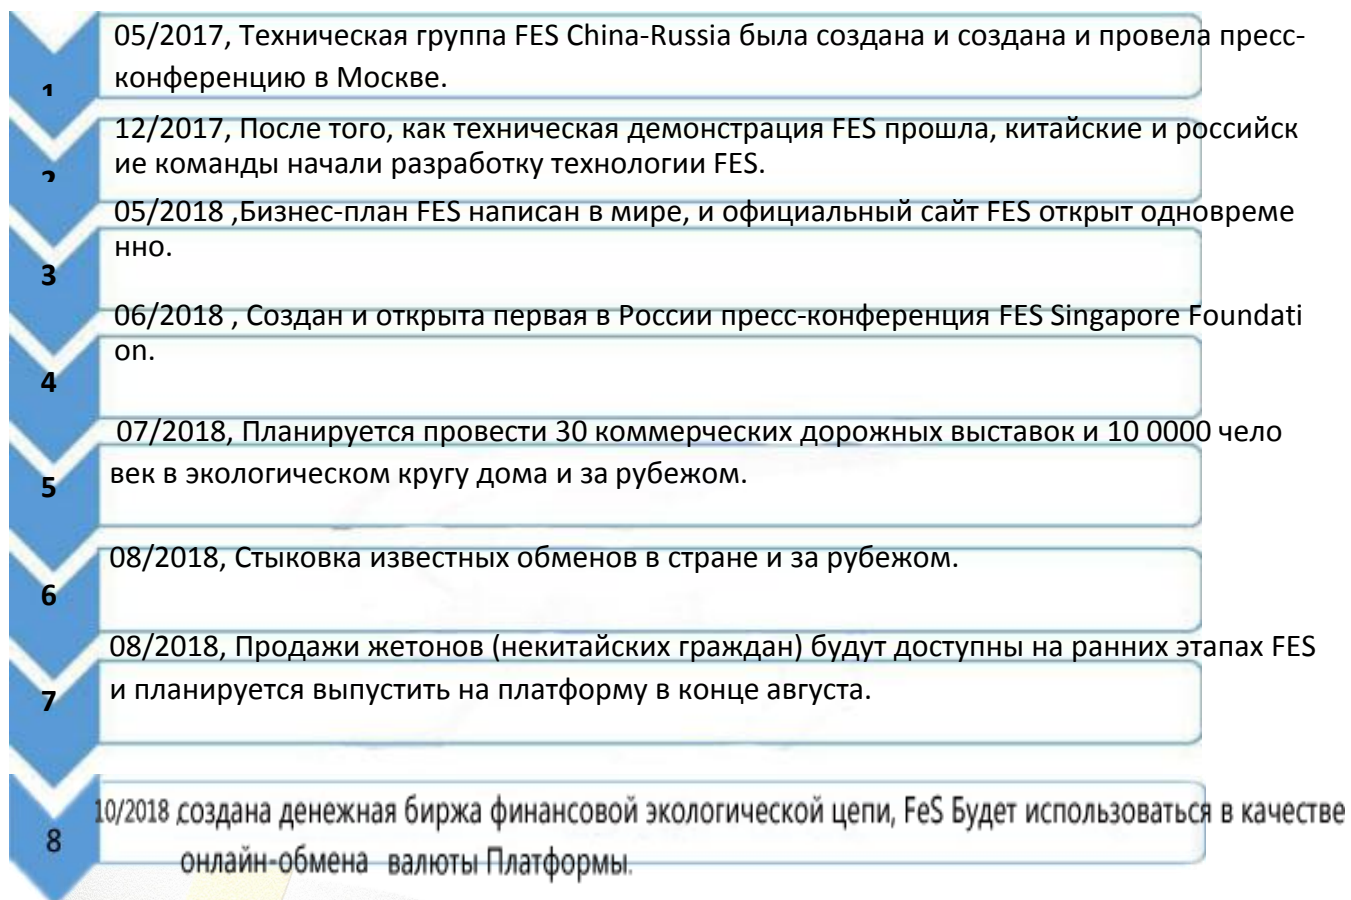 05/2017, Техническая группа FES China-Russia была создана и создана и провела пресс-
конференцию в Москве.
1
12/2017, После того, как техническая демонстрация FES прошла, китайские и российск
ие команды начали разработку технологии FES.
2
05/2018 ,Бизнес-план FES написан в мире, и официальный сайт FES открыт одновреме
нно.
3
06/2018 , Создан и открыта первая в России пресс-конференция FES Singapore Foundati
on.
4
07/2018, Планируется провести 30 коммерческих дорожных выставок и 10 0000 чело
век в экологическом кругу дома и за рубежом.
5
08/2018, Стыковка известных обменов в стране и за рубежом.
6
08/2018, Продажи жетонов (некитайских граждан) будут доступны на ранних этапах FES
и планируется выпустить на платформу в конце августа.
7
10/2018 создана денежная биржа финансовой экологической цепи, FeS Будет использоваться в качестве
8
онлайн-обмена валюты Платформы.